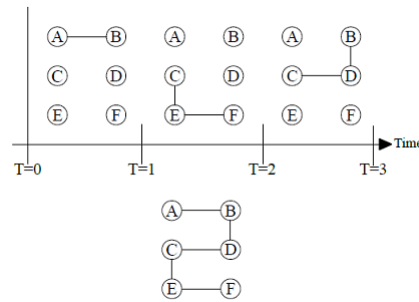 A B A B A B
C D C D C D
E F E F E F
Time
T=0 T=1 T=2 T=3
A B
C D
E F